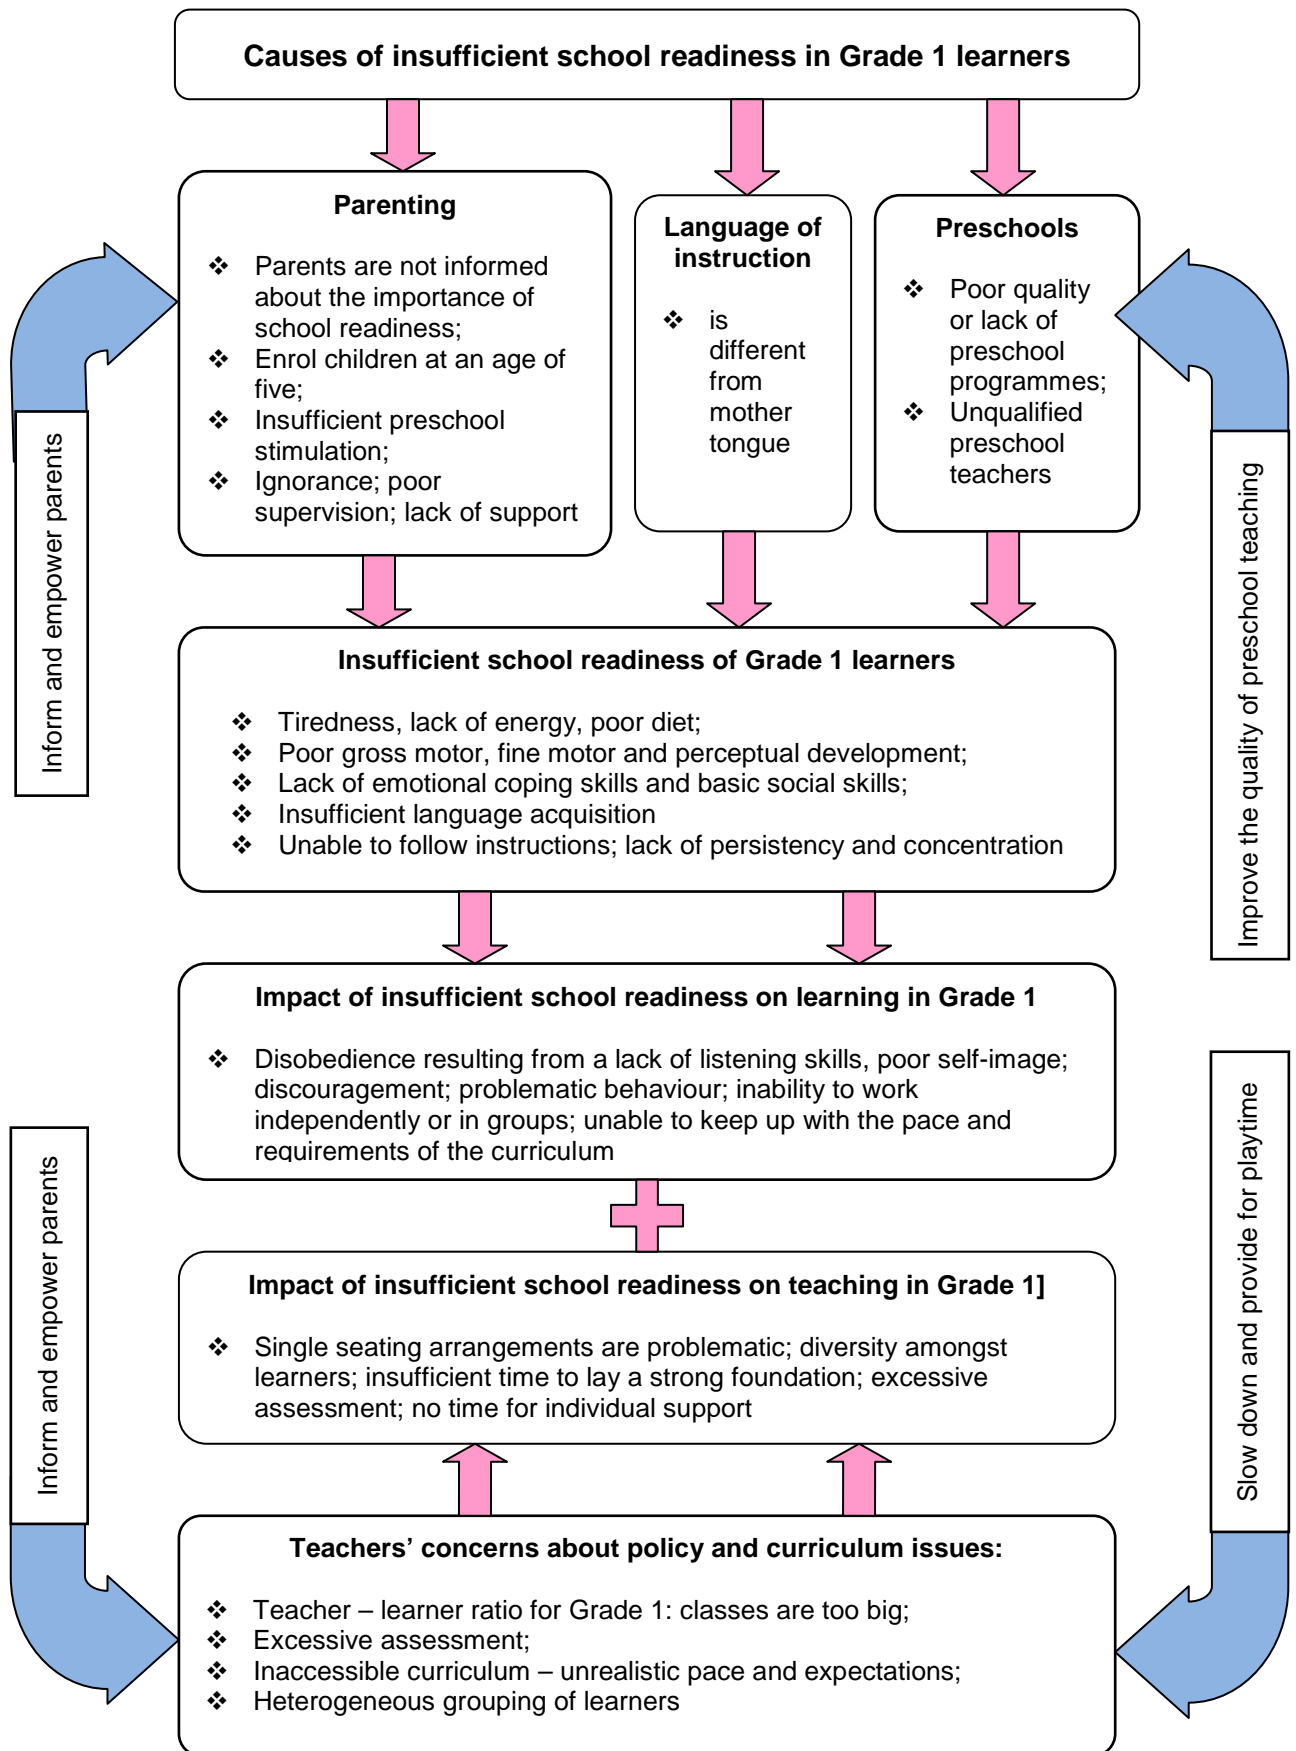 Causes of insufficient school readiness in Grade 1 learners
Parenting
❖ Parents are not informed
about the importance of
school readiness;
❖ Enrol children at an age of
five;
❖ Insufficient preschool
stimulation;
❖ Ignorance; poor
supervision; lack of support
Language of
instruction
❖ is
different
from
mother
tongue
Preschools
❖ Poor quality
or lack of
preschool
programmes;
❖ Unqualified
preschool
teachers
Inform and empower parents
Improve the quality of preschool teaching
Insufficient school readiness of Grade 1 learners
❖ Tiredness, lack of energy, poor diet;
❖ Poor gross motor, fine motor and perceptual development;
❖ Lack of emotional coping skills and basic social skills;
❖ Insufficient language acquisition
❖ Unable to follow instructions; lack of persistency and concentration
Impact of insufficient school readiness on learning in Grade 1
❖ Disobedience resulting from a lack of listening skills, poor self-image;
discouragement; problematic behaviour; inability to work
independently or in groups; unable to keep up with the pace and
requirements of the curriculum
Inform and empower parents
Slow down and provide for playtime
Impact of insufficient school readiness on teaching in Grade 1]
❖ Single seating arrangements are problematic; diversity amongst
learners; insufficient time to lay a strong foundation; excessive
assessment; no time for individual support
Teachers’ concerns about policy and curriculum issues:
❖ Teacher – learner ratio for Grade 1: classes are too big;
❖ Excessive assessment;
❖ Inaccessible curriculum – unrealistic pace and expectations;
❖ Heterogeneous grouping of learners